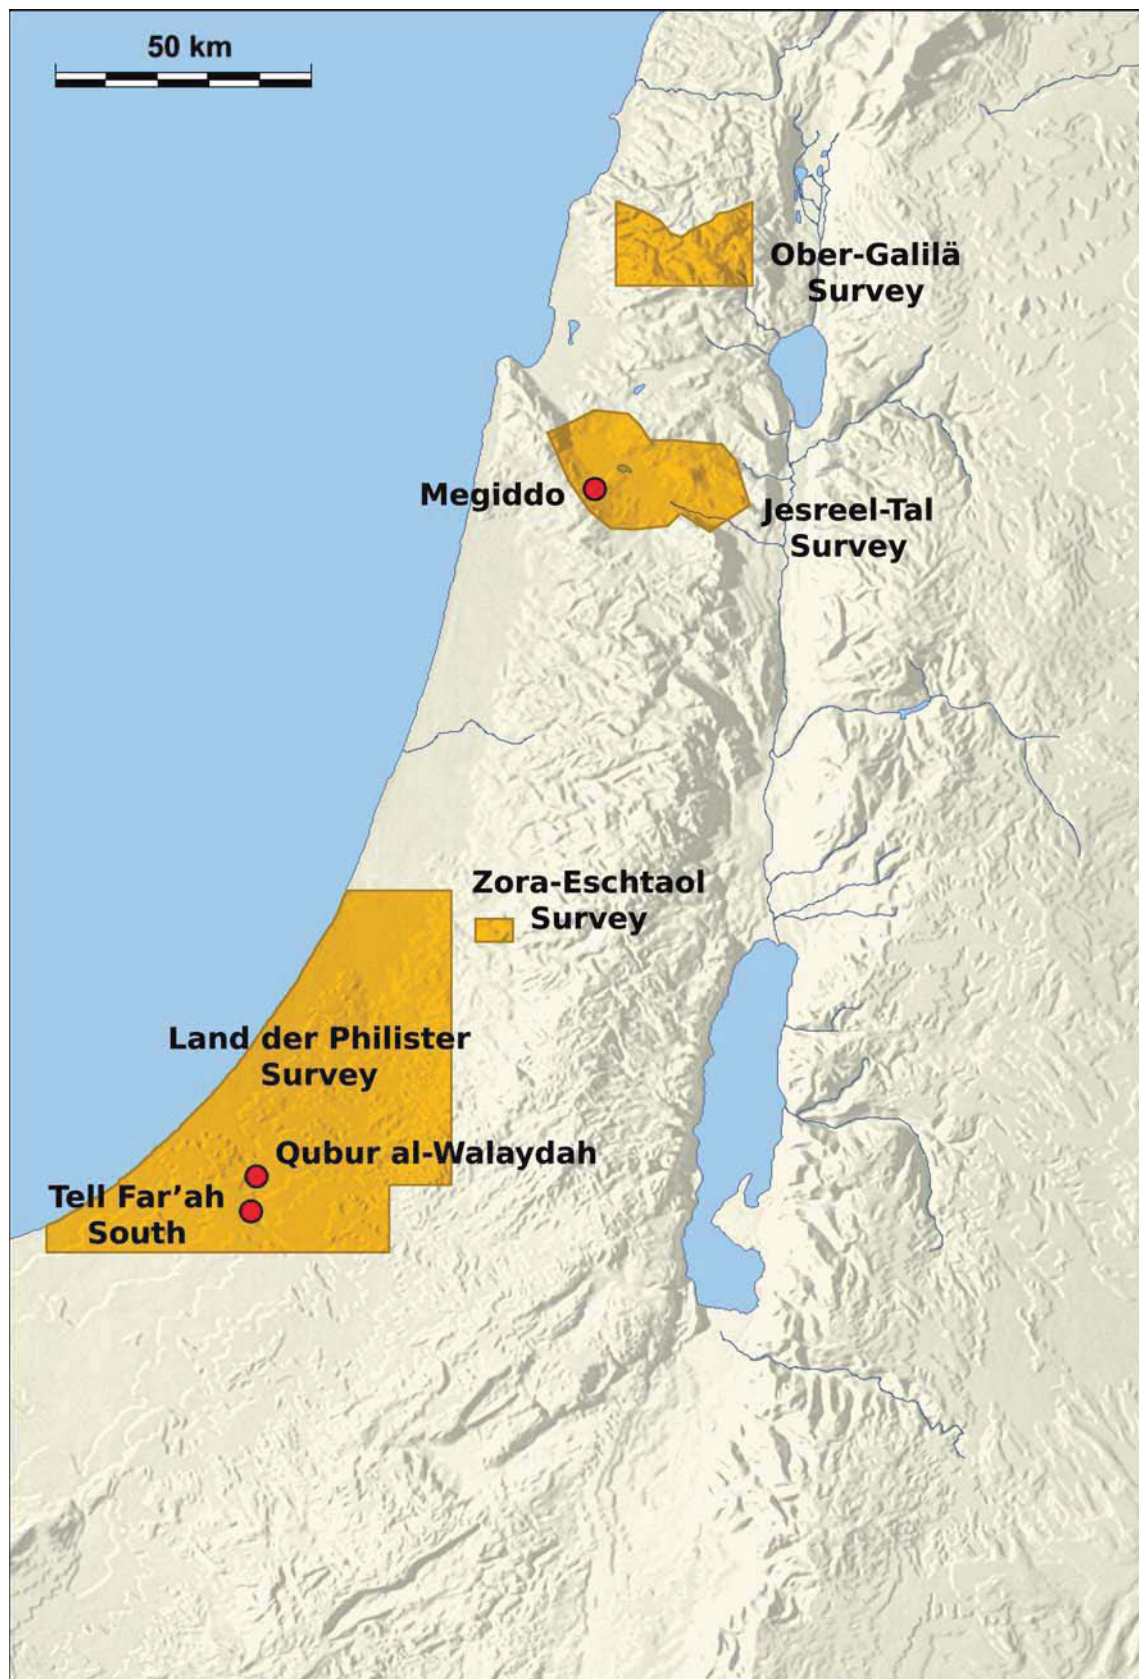 50 km
Ober-Galilä
Survey
Megiddo
Jesreel-Tal
Survey
Zora-Eschtaol
Survey
Land der Philister
Survey
Qubur al-Walaydah
Tell Far’ah
South